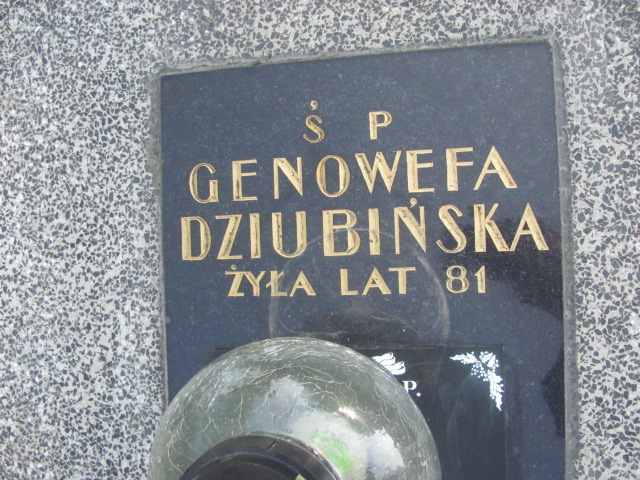 Ś P
GENOWEFA
DZIUBIŃSKA
ŻYŁA LAT 81
P.